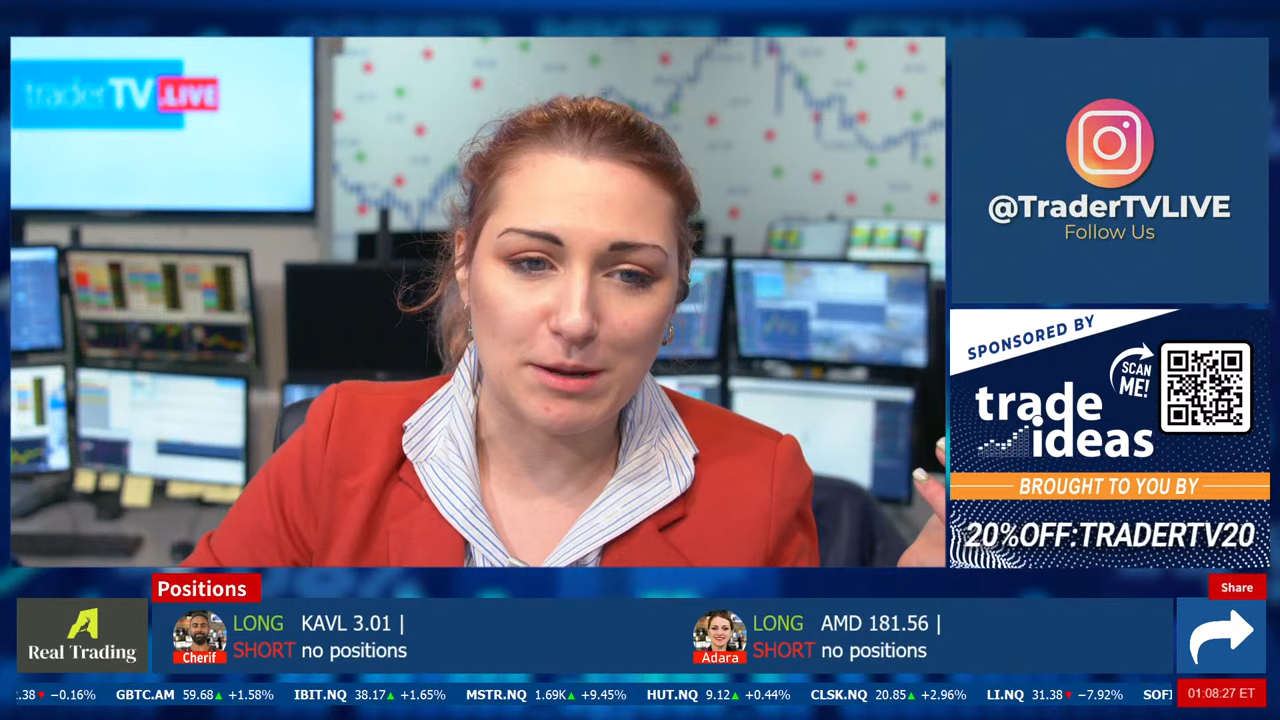 traderTV.LIVE
@TraderTVLIVE
Follow Us
SPONSORED BY
SCAN
ME!
trade
ideas
BROUGHT TO YOU BY
20%OFF:TRADERTV20
Positions
Share
Real Trading
Cherif
LONG KAVL 3.01 |
SHORT no positions
Adara
LONG AMD 181.56 |
SHORT no positions
.38▼ −0.16% GBTC.AM 59.68▲ +1.58% IBIT.NQ 38.17▲ +1.65% MSTR.NQ 1.69K▲ +9.45% HUT.NQ 9.12▲ +0.44% CLSK.NQ 20.85▲ +2.96% LI.NQ 31.38▼ −7.92% SOFI
01:08:27 ET